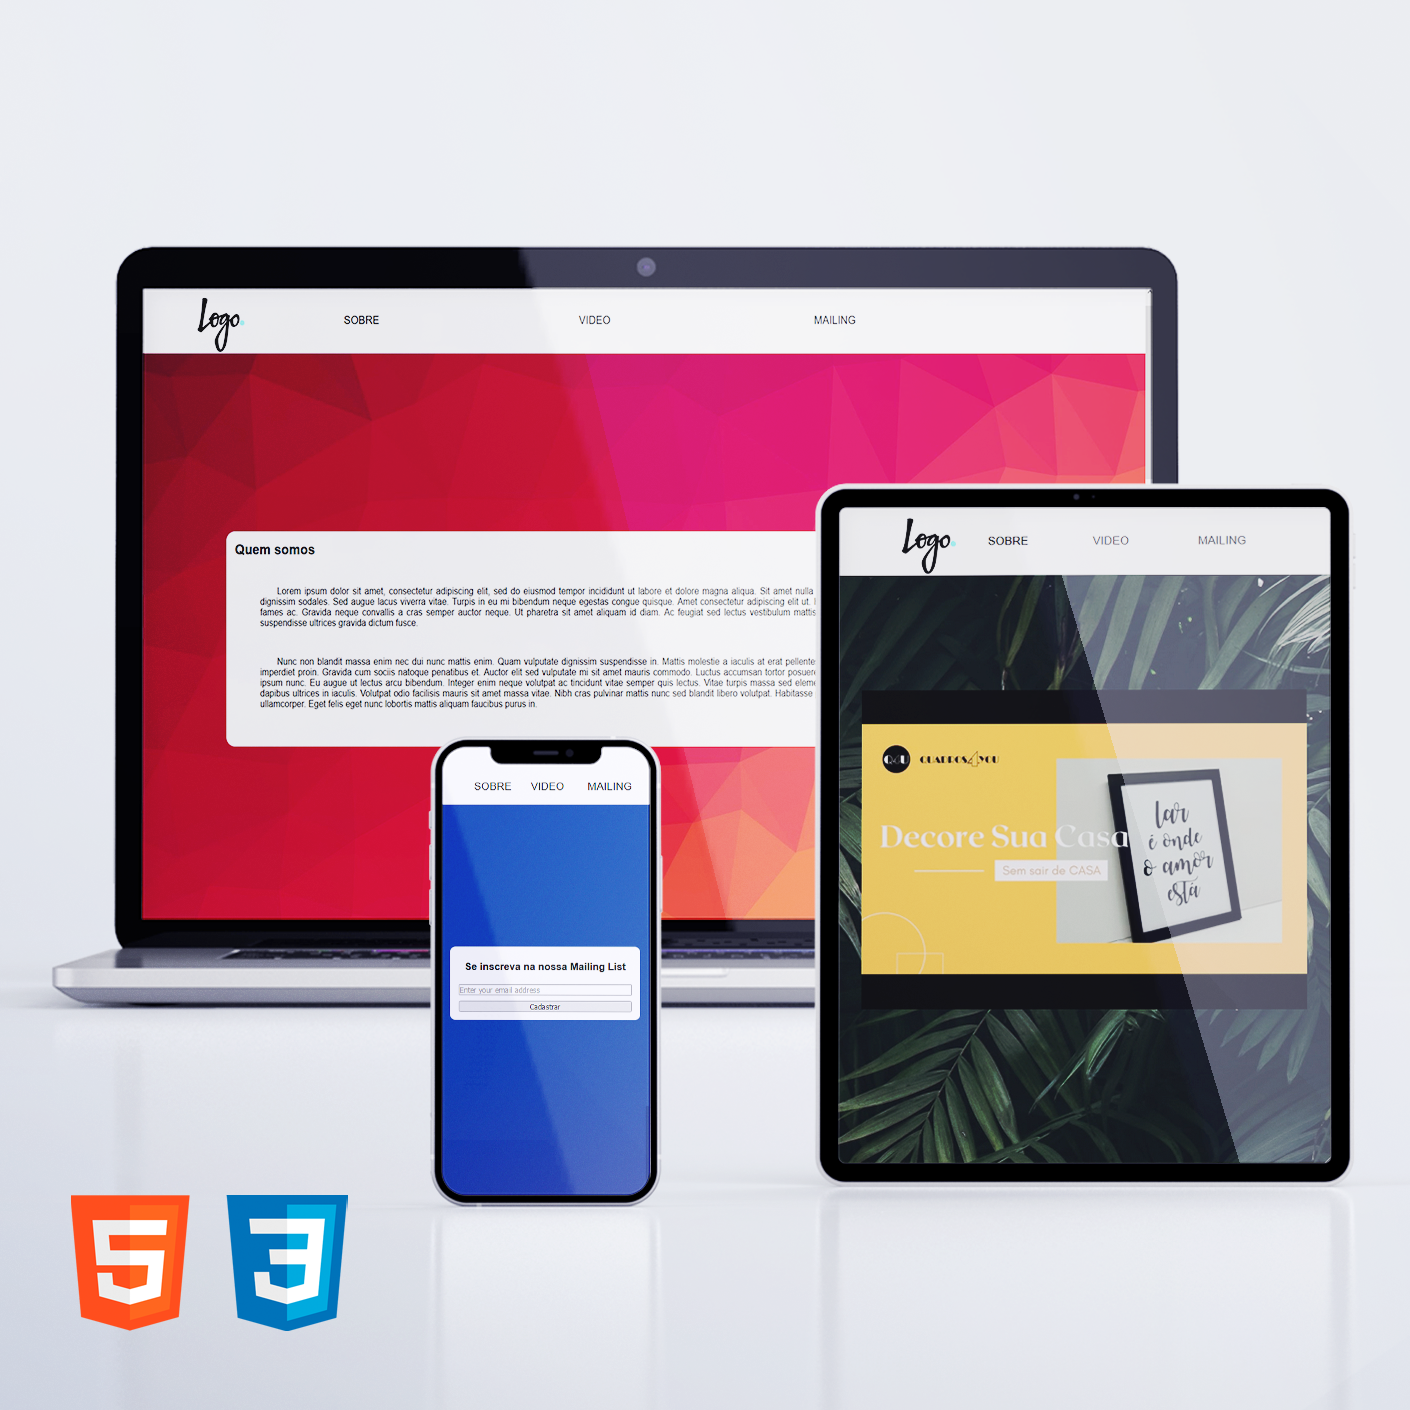 Logo.
SOBRE
VIDEO
MAILING
Quem somos
Lorem ipsum dolor sit amet, consectetur adipiscing elit, sed do eiusmod tempor incididunt ut labore et dolore magna aliqua. Sit amet nulla
dignissim sodales. Sed augue lacus viverra vitae. Turpis in eu mi bibendum neque egestas congue quisque. Amet consectetur adipiscing elit ut.
fames ac. Gravida neque convallis a cras semper auctor neque. Ut pharetra sit amet aliquam id diam. Ac feugiat sed lectus vestibulum mattis
suspendisse ultrices gravida dictum fusce.
Nunc non blandit massa enim nec dui nunc mattis enim. Quam vulputate dignissim suspendisse in. Mattis molestie a iaculis at erat pellente
imperdiet proin. Gravida cum sociis natoque penatibus et. Auctor elit sed vulputate mi sit amet mauris commodo. Luctus accumsan tortor posuere
ipsum nunc. Eu augue ut lectus arcu bibendum. Integer enim neque volutpat ac tincidunt vitae semper quis lectus. Vitae turpis massa sed eleme
dapibus ultrices in iaculis. Volutpat odio facilisis mauris sit amet massa vitae. Nibh cras pulvinar mattis nunc sed blandit libero volutpat. Habitasse
ullamcorper. Eget felis eget nunc lobortis mattis aliquam faucibus purus in.
SOBRE VIDEO MAILING
Se inscreva na nossa Mailing List
Enter your email address
Cadastrar
Logo.
SOBRE
VIDEO
MAILING
Q4U QUADROS4YOU
Decore Sua Casa
Sem sair de CASA
lar
é onde
o amor
está
5
3